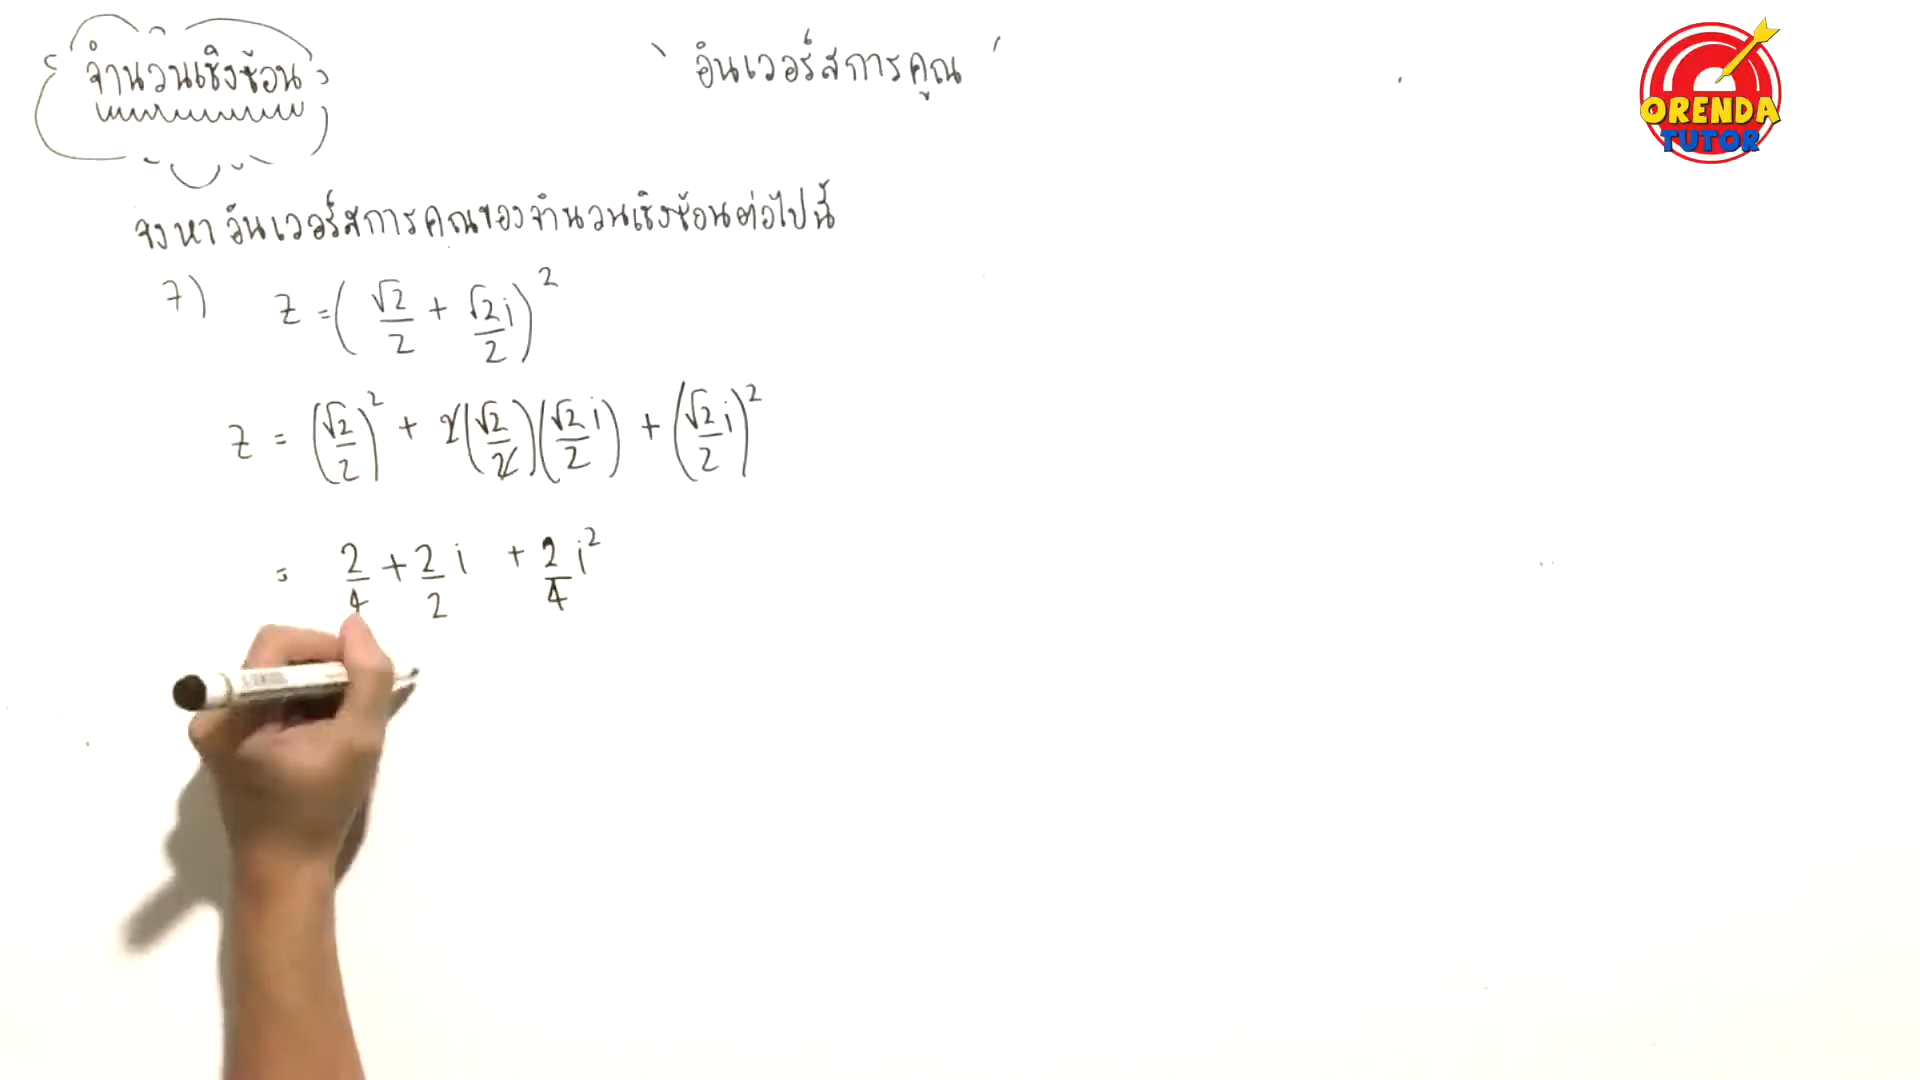 จำนวนเชิงซ้อน
` อินเวอร์สการคูณ ′
ORENDA
TUTOR
จงหา อินเวอร์สการคูณของจำนวนเชิงซ้อนต่อไปนี้
7) z = (√2/2 + √2i/2)²
z = (√2/2)² + 2(√2/2)(√2/2 i) + (√2/2 i)²
= 2/4 + 2/2 i + 2/4 i²